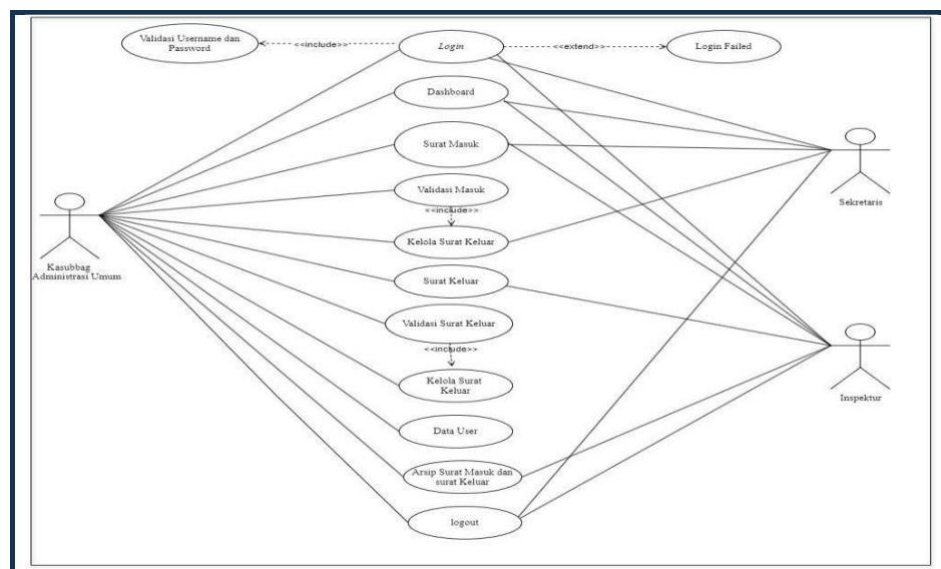 Validasi Username dan
Password
<<include>>
Login
<<extend>>
Login Failed
Dashboard
Surat Masuk
Validasi Masuk
<<include>>
Kelola Surat Keluar
Surat Keluar
Validasi Surat Keluar
<<include>>
Kelola Surat
Keluar
Data User
Arsip Surat Masuk dan
surat Keluar
logout
Kasubbag
Administrasi Umum
Sekretaris
Inspektur